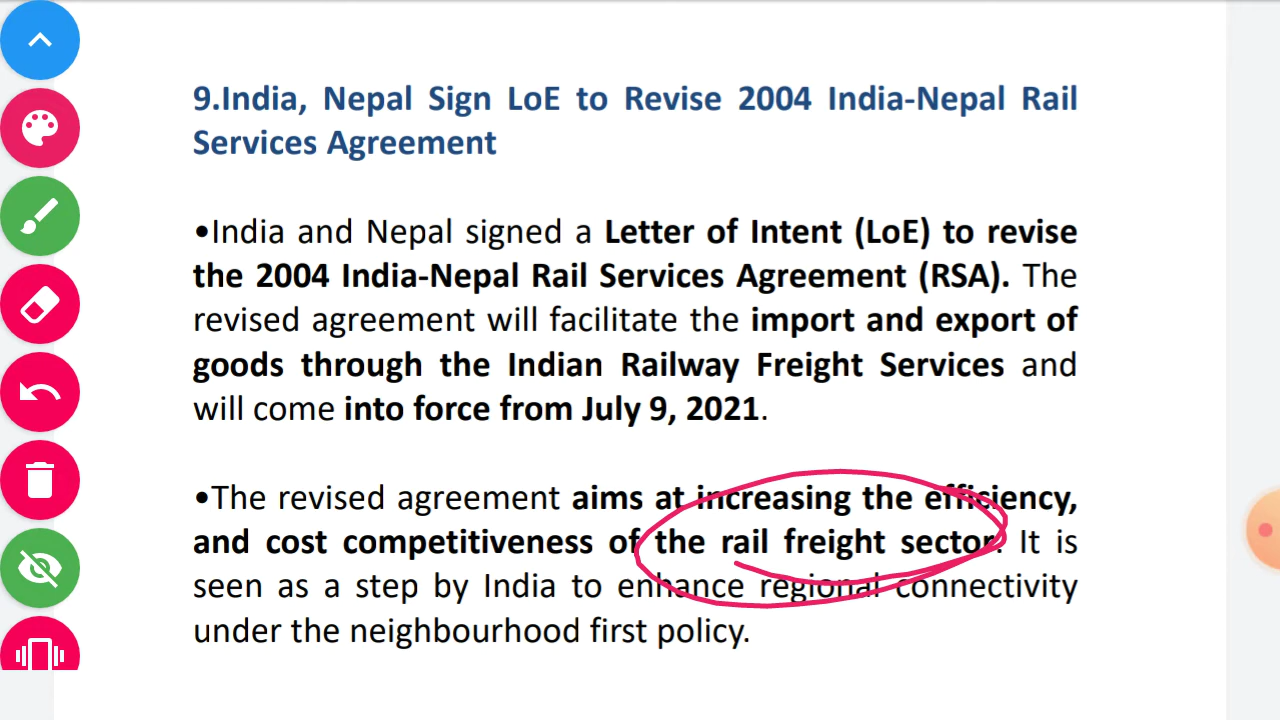 9.India, Nepal Sign LoE to Revise 2004 India-Nepal Rail
Services Agreement
•India and Nepal signed a Letter of Intent (LoE) to revise
the 2004 India-Nepal Rail Services Agreement (RSA). The
revised agreement will facilitate the import and export of
goods through the Indian Railway Freight Services and
will come into force from July 9, 2021.
•The revised agreement aims at increasing the efficiency,
and cost competitiveness of the rail freight sector. It is
seen as a step by India to enhance regional connectivity
under the neighbourhood first policy.